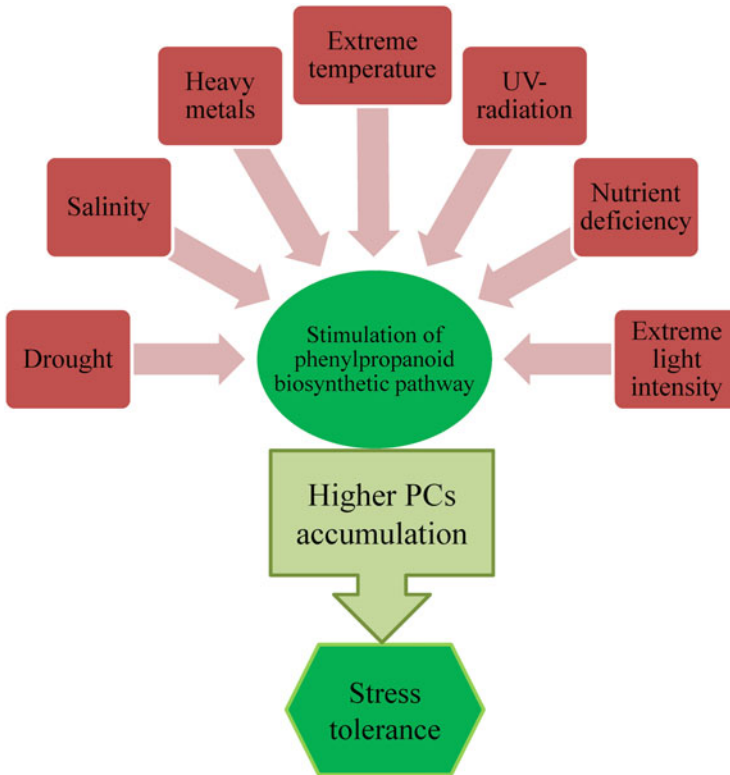 Extreme
temperature
Heavy
metals
UV-
radiation
Salinity
Nutrient
deficiency
Drought
Stimulation of
phenylpropanoid
biosynthetic pathway
Extreme
light
intensity
Higher PCs
accumulation
Stress
tolerance